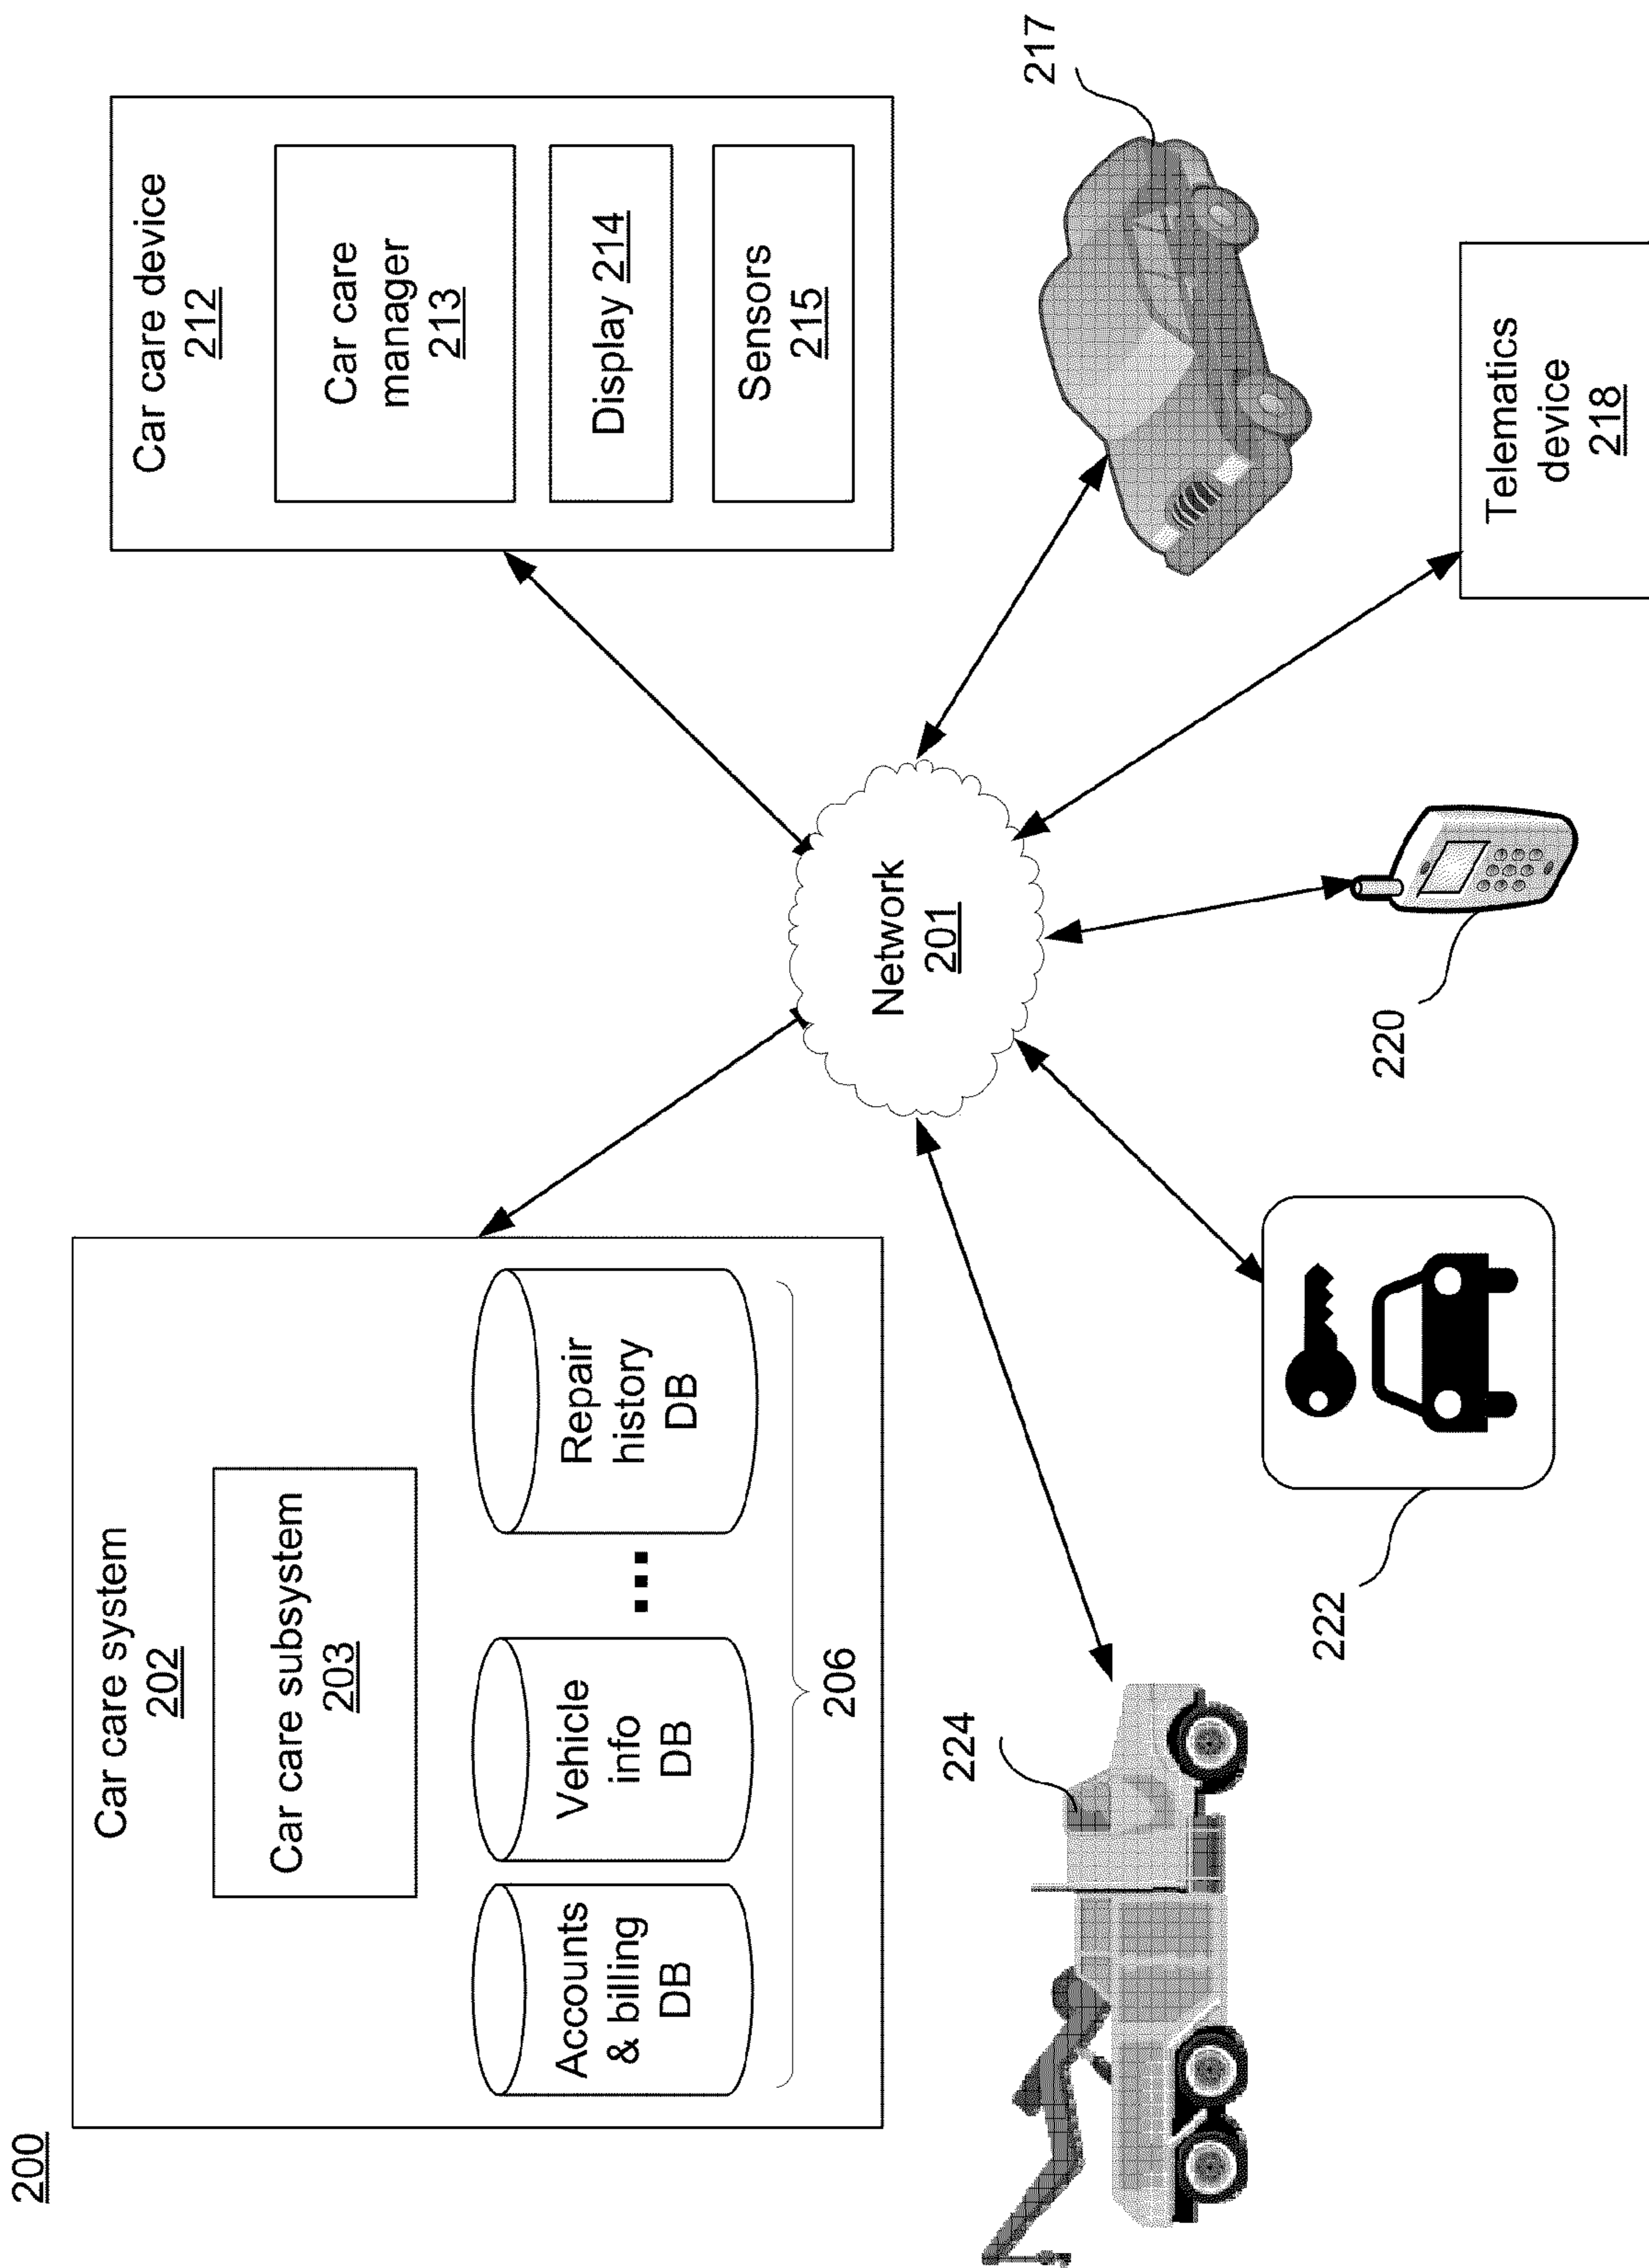 200
Car care system
202
Car care subsystem
203
Accounts
& billing
DB
Vehicle
info
DB
...
Repair
history
DB
206
Car care device
212
Car care
manager
213
Display 214
Sensors
215
Network
201
224
222
220
217
Telematics
device
218